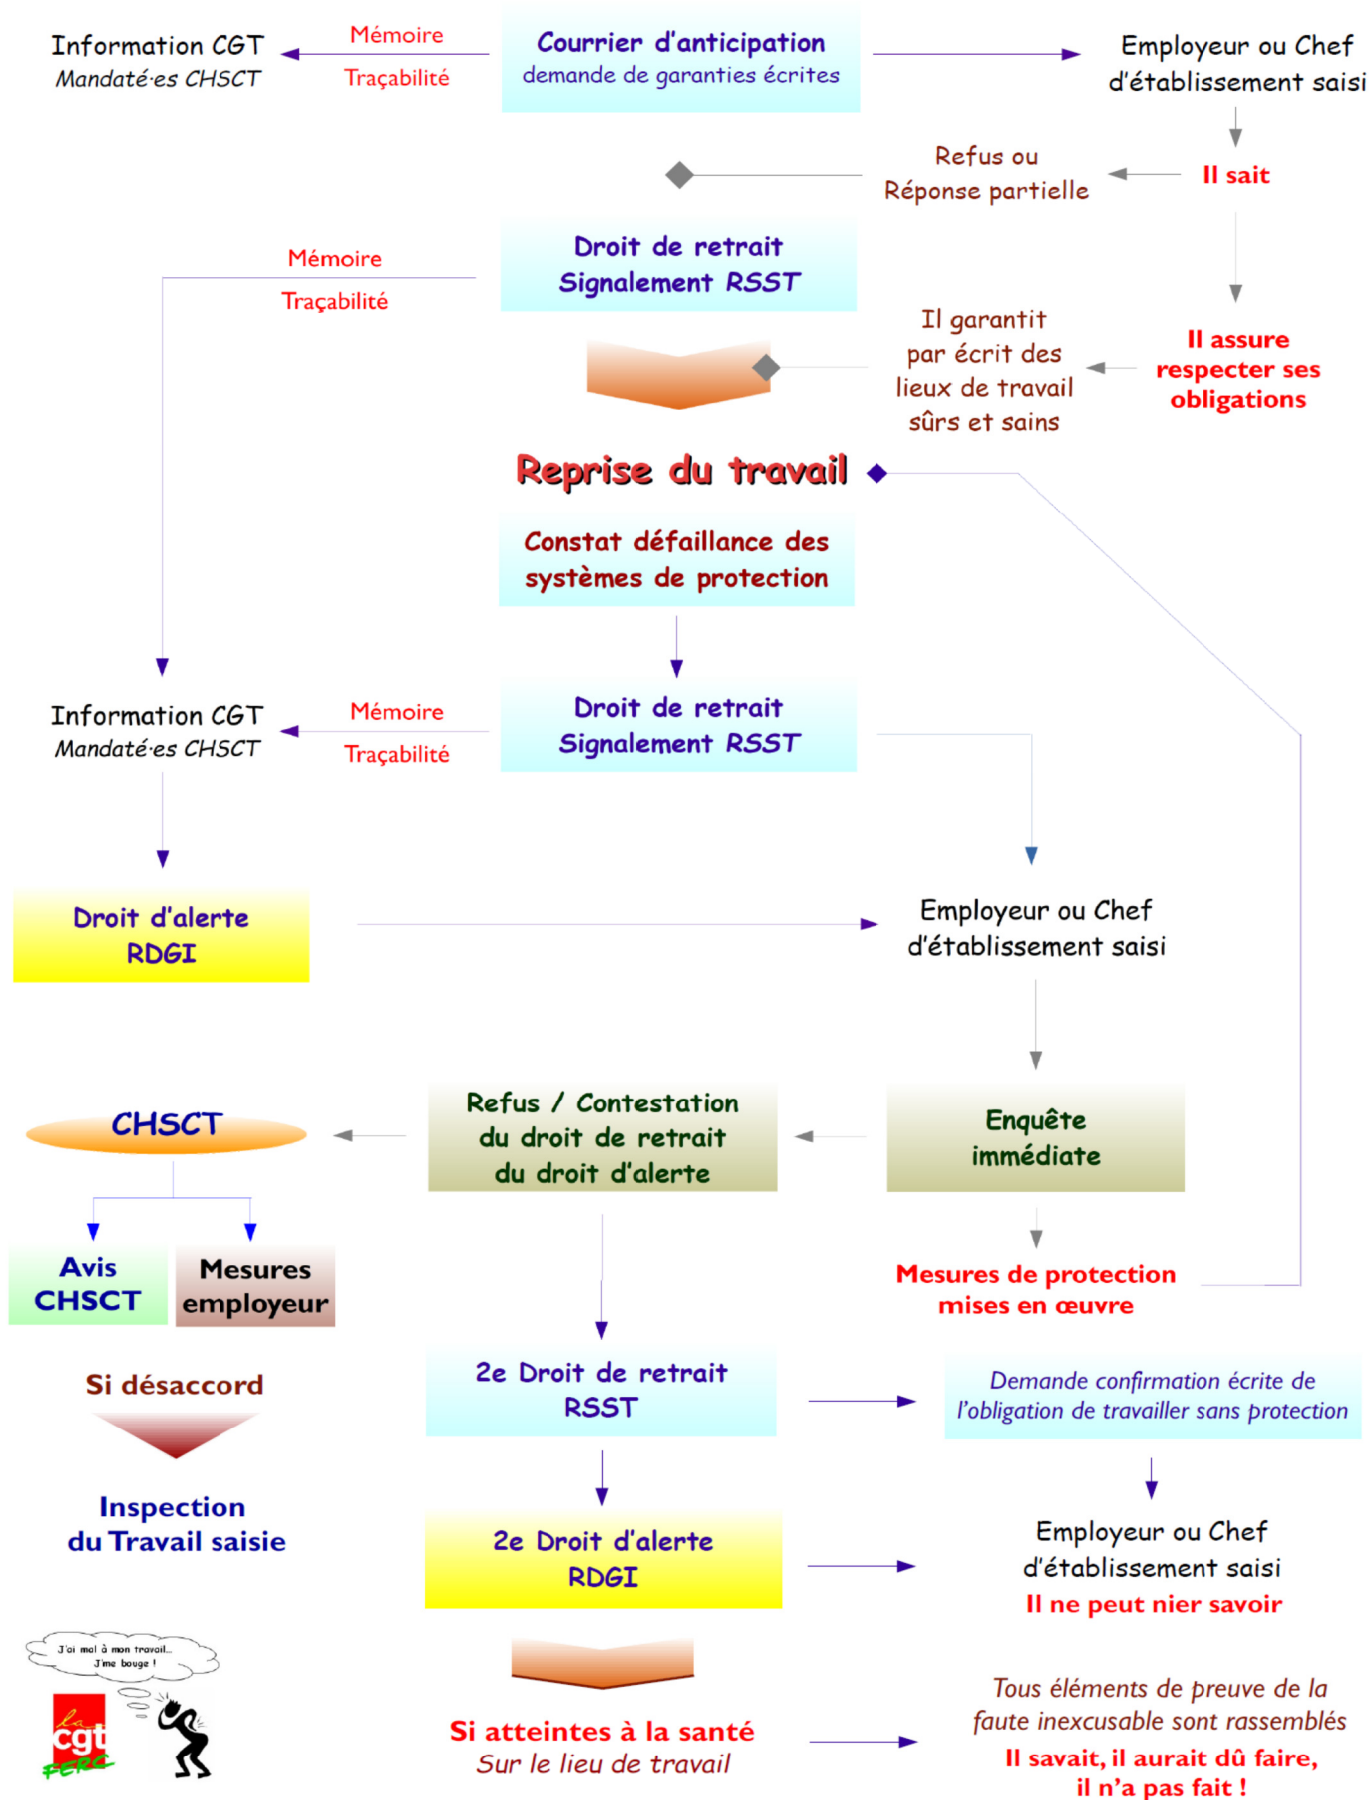 Information CGT
Mandaté·es CHSCT
Mémoire
Traçabilité
Courrier d'anticipation
demande de garanties écrites
Employeur ou Chef
d'établissement saisi
Refus ou
Réponse partielle
Il sait
Droit de retrait
Signalement RSST
Mémoire
Traçabilité
Il garantit
par écrit des
lieux de travail
sûrs et sains
Il assure
respecter ses
obligations
Reprise du travail
Constat défaillance des
systèmes de protection
Information CGT
Mandaté·es CHSCT
Mémoire
Traçabilité
Droit de retrait
Signalement RSST
Droit d'alerte
RDGI
Employeur ou Chef
d'établissement saisi
CHSCT
Refus / Contestation
du droit de retrait
du droit d'alerte
Enquête
immédiate
Avis
CHSCT
Mesures
employeur
Mesures de protection
mises en œuvre
Si désaccord
2e Droit de retrait
RSST
Demande confirmation écrite de
l'obligation de travailler sans protection
Inspection
du Travail saisie
2e Droit d'alerte
RDGI
Employeur ou Chef
d'établissement saisi
Il ne peut nier savoir
J'ai mal à mon travail...
J'me bouge !
la
cgt
FERC
Si atteintes à la santé
Sur le lieu de travail
Tous éléments de preuve de la
faute inexcusable sont rassemblés
Il savait, il aurait dû faire,
il n'a pas fait !